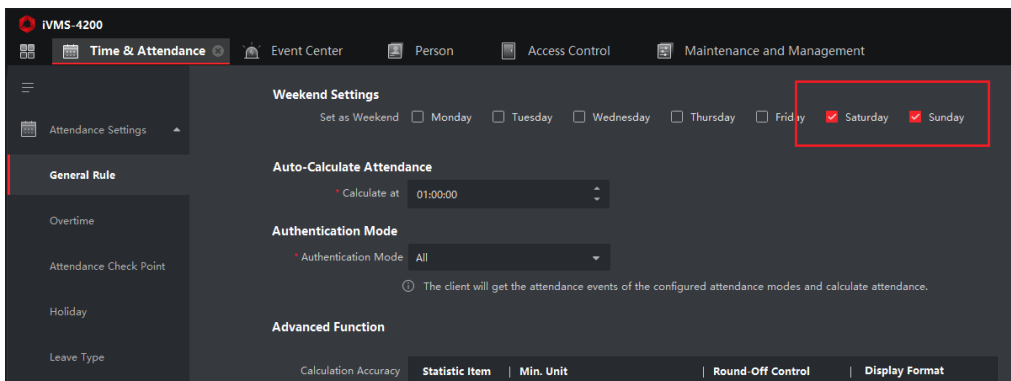 iVMS-4200
Time & Attendance
Event Center
Person
Access Control
Maintenance and Management
Attendance Settings
General Rule
Overtime
Attendance Check Point
Holiday
Leave Type
Weekend Settings
Set as Weekend Monday Tuesday Wednesday Thursday Friday Saturday Sunday
Auto-Calculate Attendance
* Calculate at 01:00:00
Authentication Mode
* Authentication Mode All
The client will get the attendance events of the configured attendance modes and calculate attendance.
Advanced Function
Calculation Accuracy Statistic Item | Min. Unit | Round-Off Control | Display Format